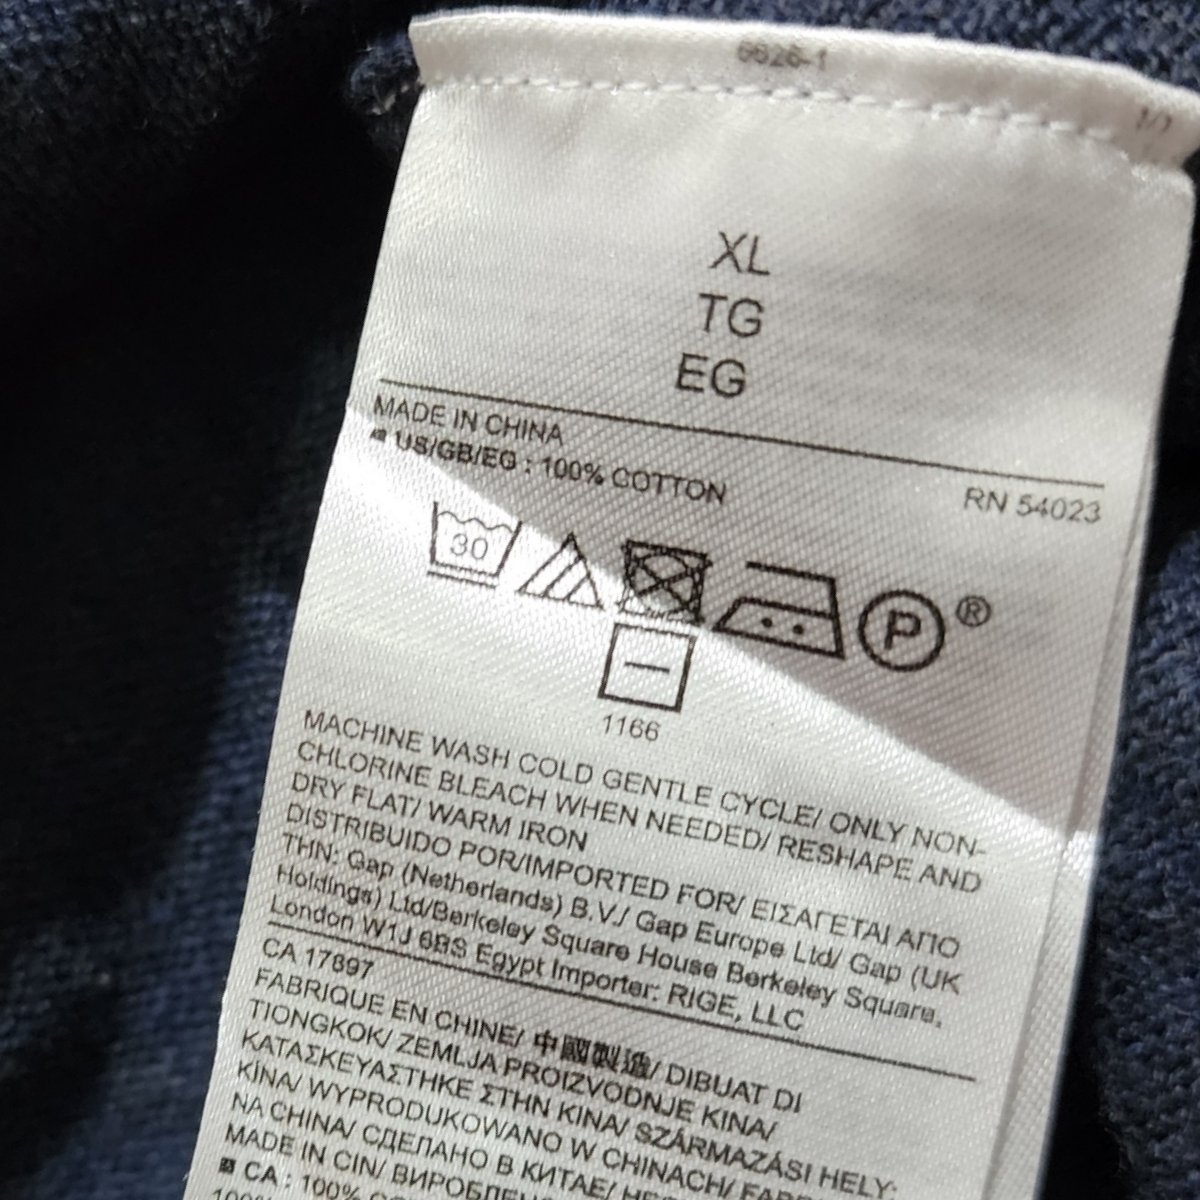 6626-1
XL
TG
EG
MADE IN CHINA
US/GB/EG : 100% COTTON
RN 54023
30
P ®
1166
MACHINE WASH COLD GENTLE CYCLE/ ONLY NON-
CHLORINE BLEACH WHEN NEEDED/ RESHAPE AND
DRY FLAT/ WARM IRON
DISTRIBUIDO POR/IMPORTED FOR/ ΕΙΣΑΓΕΤΑΙ ΑΠΟ
THN: Gap (Netherlands) B.V./ Gap Europe Ltd/ Gap (UK
Holdings) Ltd/Berkeley Square House Berkeley Square,
London W1J 6BS Egypt Importer: RIGE, LLC
CA 17897
FABRIQUE EN CHINE/ 中國製造/ DIBUAT DI
TIONGKOK/ ZEMLJA PROIZVODNJE KINA/
ΚΑΤΑΣΚΕΥΑΣΤΗΚΕ ΣΤΗΝ ΚΙΝΑ/ SZÁRMAZÁSI HELY:
KÍNA/ WYPRODUKOWANO W CHINACH/
NA CHINA/ СДЕЛАНО В КИТАЕ/
MADE IN CIN/
CA : 100%
100%